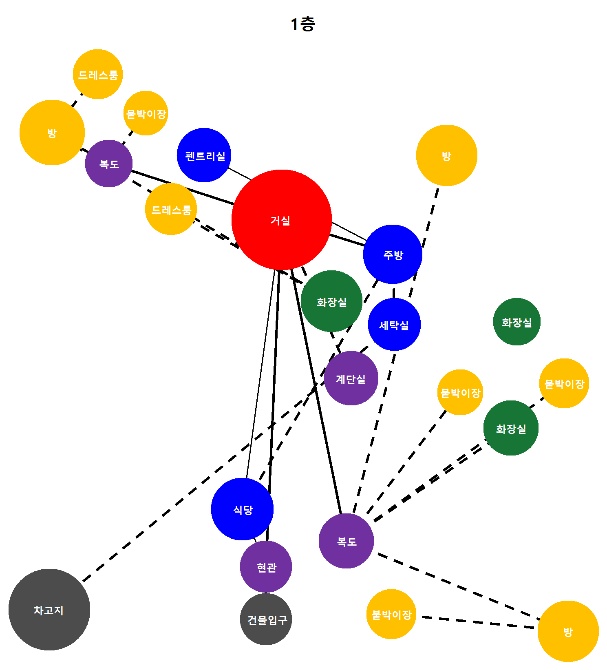 1층
드레스룸
붙박이장
방
복도
펜트리실
방
드레스룸
거실
주방
화장실
세탁실
화장실
계단실
붙박이장
붙박이장
화장실
식당
복도
현관
차고지
건물입구
붙박이장
방